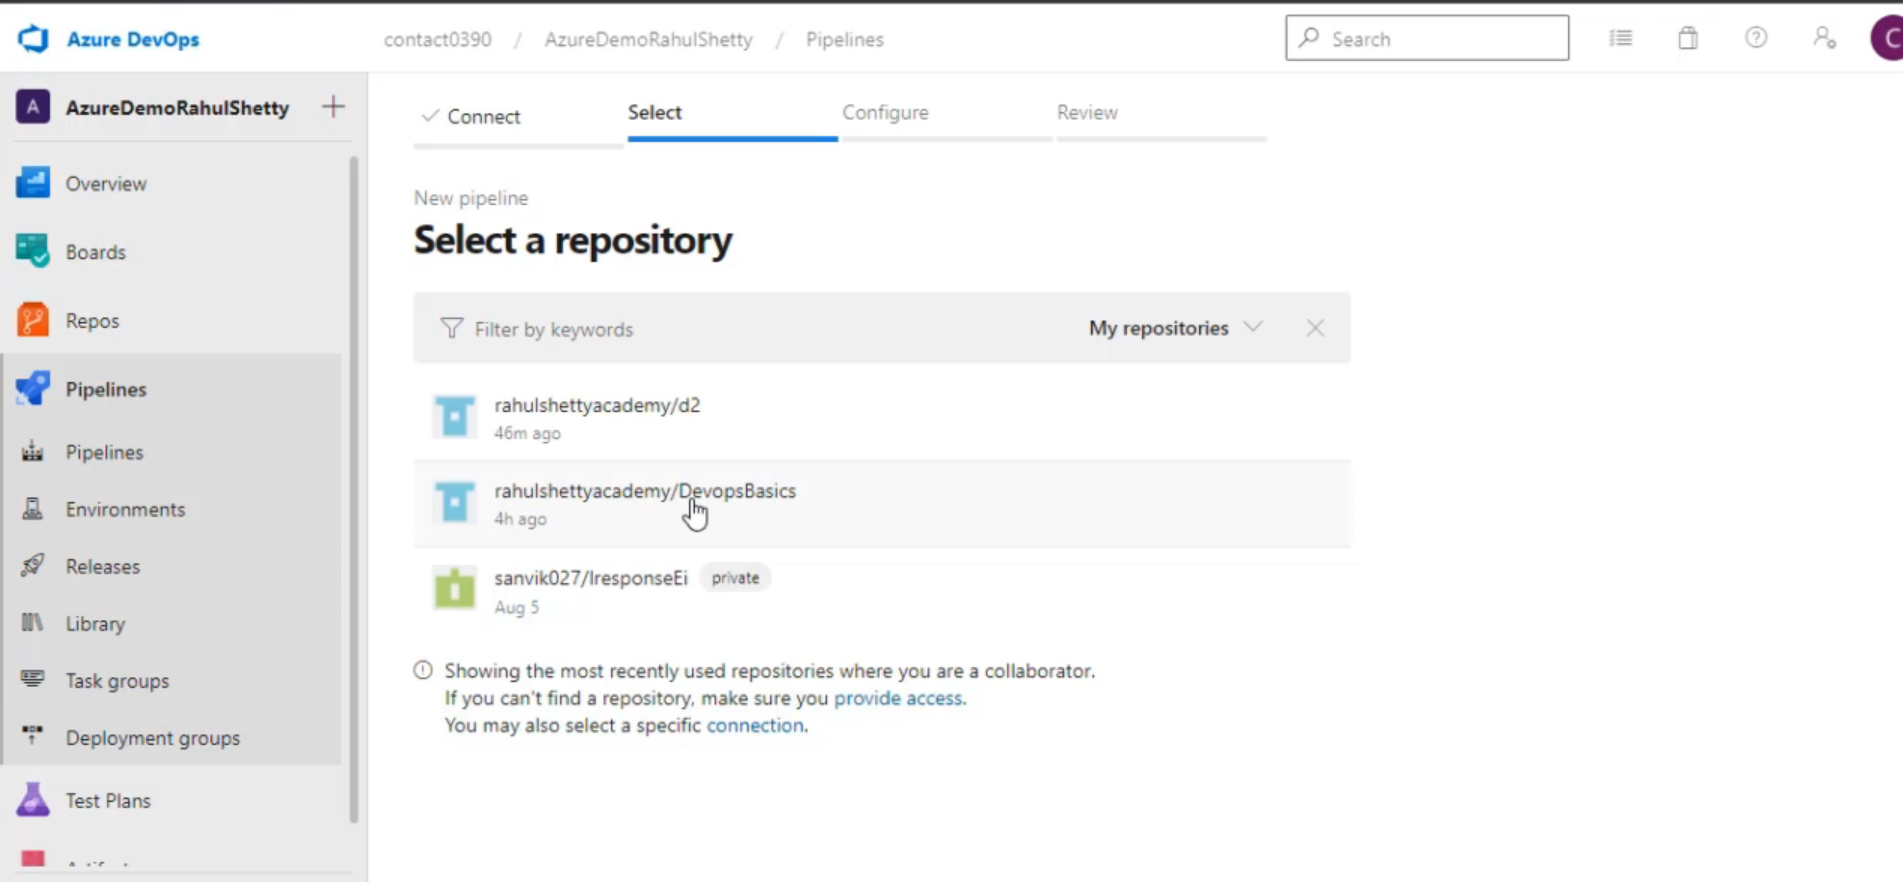 Azure DevOps
contact0390 / AzureDemoRahulShetty / Pipelines
Search
C
A AzureDemoRahulShetty
Overview
Boards
Repos
Pipelines
Pipelines
Environments
Releases
Library
Task groups
Deployment groups
Test Plans
Connect
Select
Configure
Review
New pipeline
Select a repository
Filter by keywords
My repositories
rahulshettyacademy/d2
46m ago
rahulshettyacademy/DevopsBasics
4h ago
sanvik027/IresponseEi private
Aug 5
Showing the most recently used repositories where you are a collaborator.
If you can't find a repository, make sure you provide access.
You may also select a specific connection.